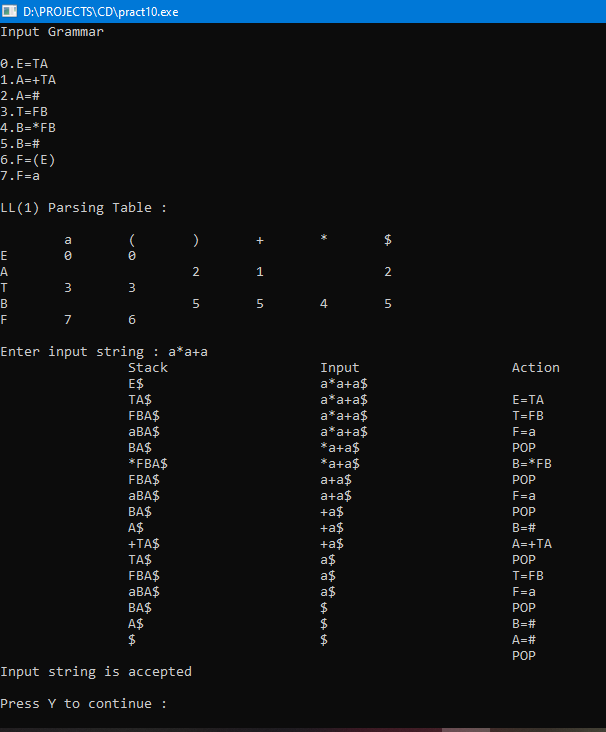 D:\PROJECTS\CD\pract10.exe
Input Grammar
0.E=TA
1.A=+TA
2.A=#
3.T=FB
4.B=*FB
5.B=#
6.F=(E)
7.F=a
LL(1) Parsing Table :
a ( ) + * $
E 0 0
A 2 1 2
T 3 3
B 5 5 4 5
F 7 6
Enter input string : a*a+a
Stack Input Action
E$ a*a+a$
TA$ a*a+a$ E=TA
FBA$ a*a+a$ T=FB
aBA$ a*a+a$ F=a
BA$ *a+a$ POP
*FBA$ *a+a$ B=*FB
FBA$ a+a$ POP
aBA$ a+a$ F=a
BA$ +a$ POP
A$ +a$ B=#
+TA$ +a$ A=+TA
TA$ a$ POP
FBA$ a$ T=FB
aBA$ a$ F=a
BA$ $ POP
A$ $ B=#
$ $ A=#
POP
Input string is accepted
Press Y to continue :